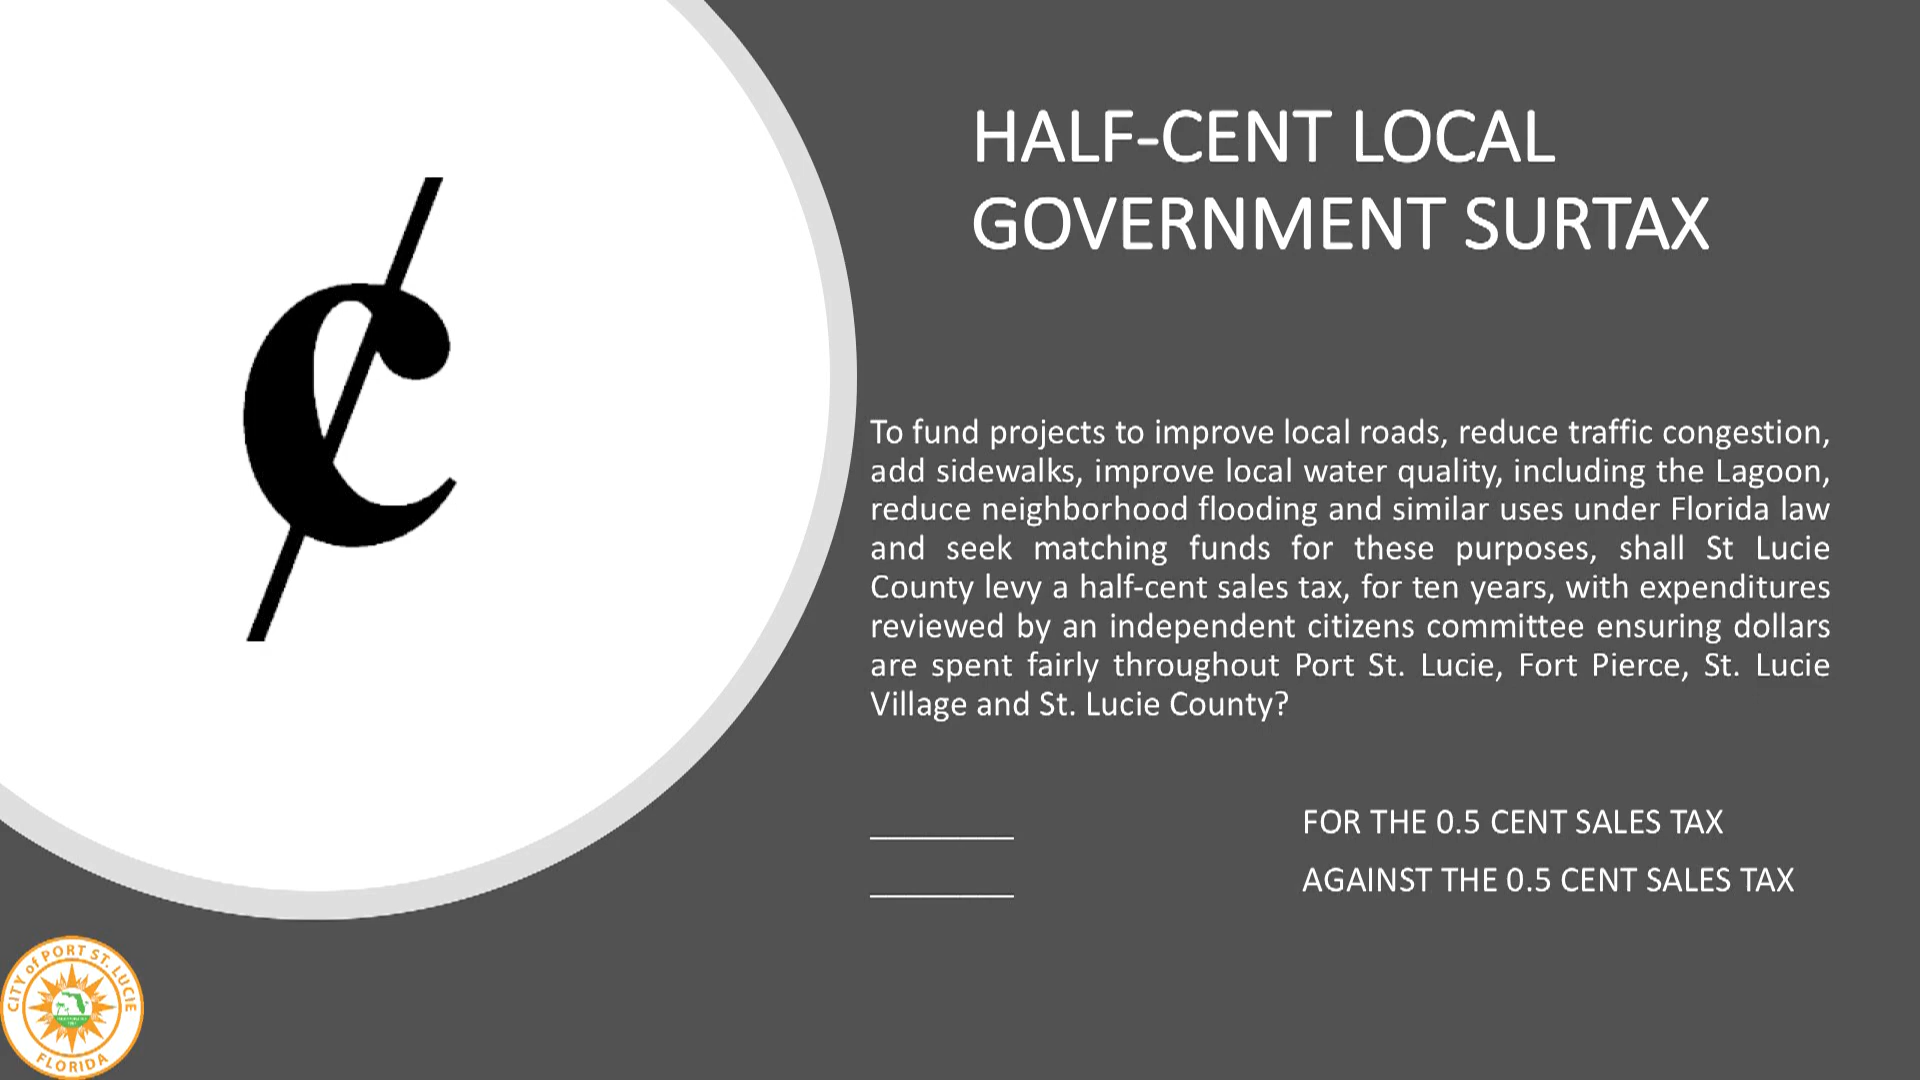 ¢
HALF-CENT LOCAL
GOVERNMENT SURTAX
To fund projects to improve local roads, reduce traffic congestion,
add sidewalks, improve local water quality, including the Lagoon,
reduce neighborhood flooding and similar uses under Florida law
and seek matching funds for these purposes, shall St Lucie
County levy a half-cent sales tax, for ten years, with expenditures
reviewed by an independent citizens committee ensuring dollars
are spent fairly throughout Port St. Lucie, Fort Pierce, St. Lucie
Village and St. Lucie County?
FOR THE 0.5 CENT SALES TAX
AGAINST THE 0.5 CENT SALES TAX
CITY of PORT ST. LUCIE
FLORIDA